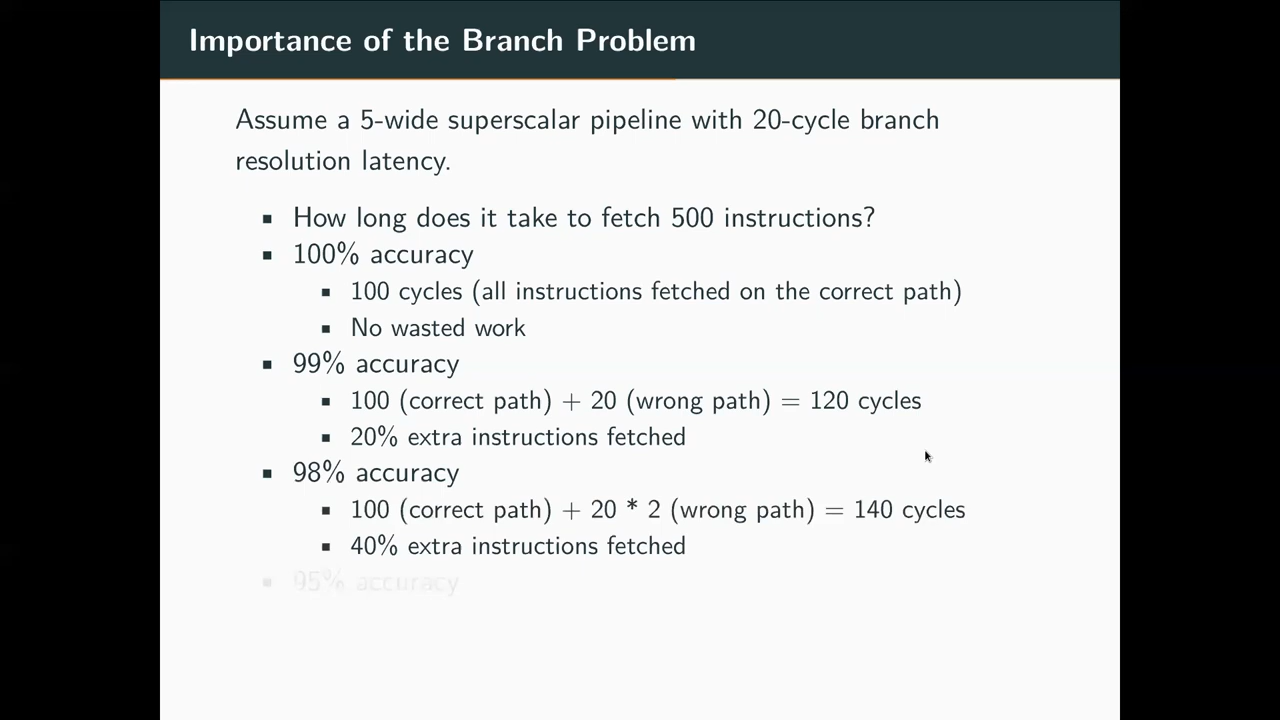 Importance of the Branch Problem
Assume a 5-wide superscalar pipeline with 20-cycle branch
resolution latency.
▪ How long does it take to fetch 500 instructions?
▪ 100% accuracy
▪ 100 cycles (all instructions fetched on the correct path)
▪ No wasted work
▪ 99% accuracy
▪ 100 (correct path) + 20 (wrong path) = 120 cycles
▪ 20% extra instructions fetched
▪ 98% accuracy
▪ 100 (correct path) + 20 * 2 (wrong path) = 140 cycles
▪ 40% extra instructions fetched
▪ 95% accuracy